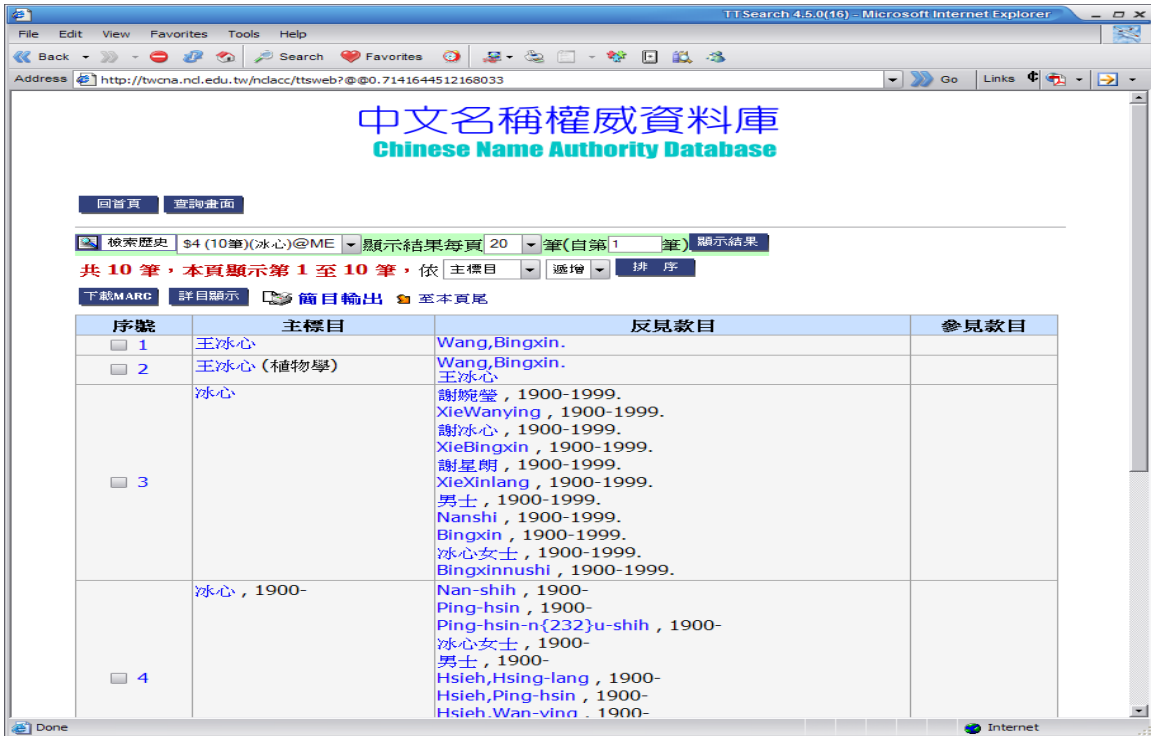 TTSearch 4.5.0(16) - Microsoft Internet Explorer
File Edit View Favorites Tools Help
Back Search Favorites
Address http://twcna.ncl.edu.tw/nclacc/ttsweb?@@0.7141644512168033 Go Links
中文名稱權威資料庫
Chinese Name Authority Database
回首頁 查詢畫面
檢索歷史 $4 (10筆)(冰心)@ME 顯示結果每頁 20 筆(自第 1 筆) 顯示結果
共 10 筆，本頁顯示第 1 至 10 筆，依 主標目 遞增 排 序
下載MARC 詳目顯示 簡目輸出 至本頁尾
序號 主標目 反見款目 參見款目
1 王冰心 Wang,Bingxin.
2 王冰心 (植物學) Wang,Bingxin.
王冰心
冰心 謝婉瑩 , 1900-1999.
XieWanying , 1900-1999.
謝冰心 , 1900-1999.
XieBingxin , 1900-1999.
謝星朗 , 1900-1999.
3 XieXinlang , 1900-1999.
男士 , 1900-1999.
Nanshi , 1900-1999.
Bingxin , 1900-1999.
冰心女士 , 1900-1999.
Bingxinnushi , 1900-1999.
冰心 , 1900- Nan-shih , 1900-
Ping-hsin , 1900-
Ping-hsin-n{232}u-shih , 1900-
冰心女士 , 1900-
男士 , 1900-
4 Hsieh,Hsing-lang , 1900-
Hsieh,Ping-hsin , 1900-
Hsieh,Wan-ying , 1900-
Done Internet